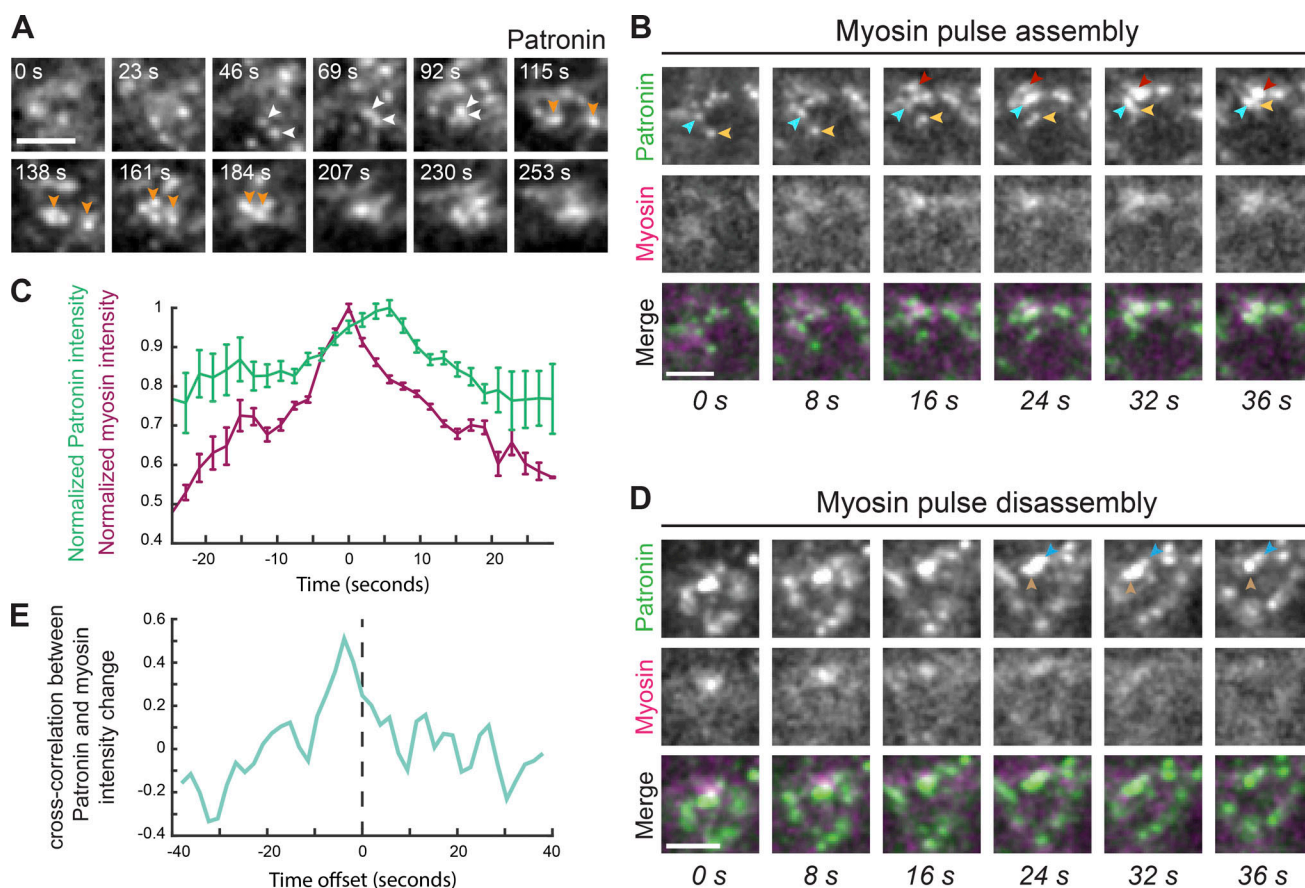 A
Patronin
0 s 23 s 46 s 69 s 92 s 115 s
138 s 161 s 184 s 207 s 230 s 253 s
B
Myosin pulse assembly
Patronin
Myosin
Merge
0 s 8 s 16 s 24 s 32 s 36 s
C
Normalized Patronin intensity
Normalized myosin intensity
1
0.9
0.8
0.7
0.6
0.5
0.4
-20 -10 0 10 20
Time (seconds)
D
Myosin pulse disassembly
Patronin
Myosin
Merge
0 s 8 s 16 s 24 s 32 s 36 s
E
cross-correlation between
Patronin and myosin
intensity change
0.6
0.4
0.2
0
-0.2
-0.4
-40 -20 0 20 40
Time offset (seconds)